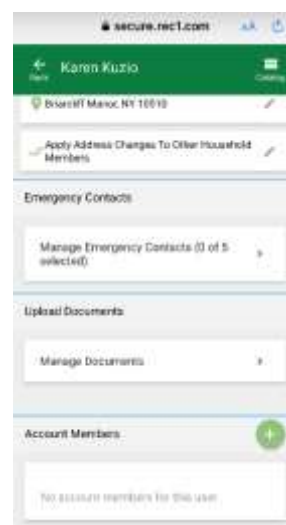 secure.rec1.com
AA
Back
Karen Kuzio
Catalog
Briarcliff Manor, NY 10510
Apply Address Changes To Other Household
Members
Emergency Contacts
Manage Emergency Contacts (0 of 5
selected)
Upload Documents
Manage Documents
Account Members
No account members for this user